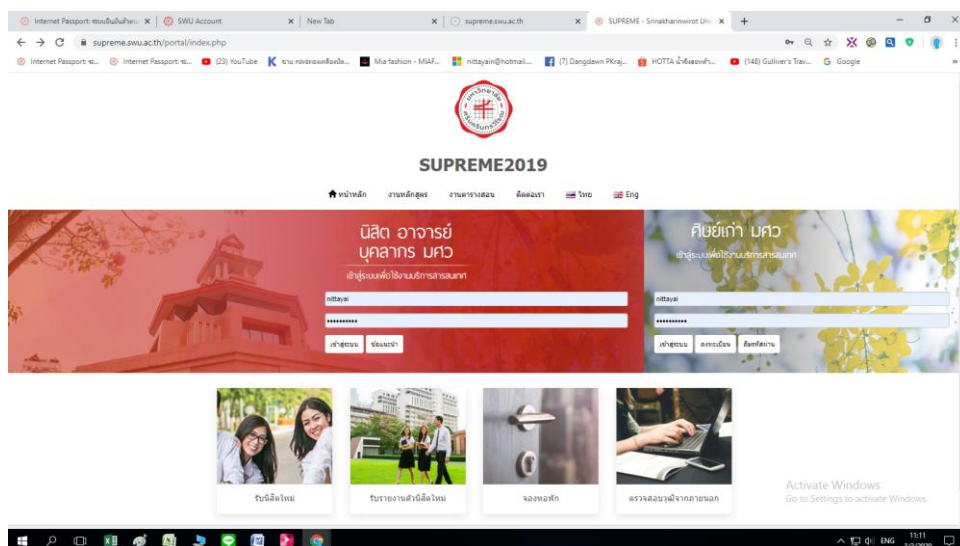 SWU Account
New Tab
supreme.swu.ac.th
SUPREME - Srinakharinwirot Uni
supreme.swu.ac.th/portal/index.php
Internet Passport:
Internet Passport:
(23) YouTube
Mia fashion - MIAF...
nittayain@hotmail....
(7) Dangdawn PKraj...
HOTTA
(148) Gulliver's Trav...
Google
SUPREME2019
หน้าหลัก
งานหลักสูตร
งานตารางสอน
ติดต่อเรา
ไทย
Eng
นิสิต อาจารย์
บุคลากร มศว
เข้าสู่ระบบเพื่อใช้งานบริการสารสนเทศ
nittayai
••••••••••
เข้าสู่ระบบ
ข้อแนะนำ
ศิษย์เก่า มศว
เข้าสู่ระบบเพื่อใช้งานบริการสารสนเทศ
nittayai
••••••••••
เข้าสู่ระบบ
ลงทะเบียน
ลืมรหัสผ่าน
รับนิสิตใหม่
รับรายงานตัวนิสิตใหม่
จองหอพัก
ตรวจสอบวุฒิจากภายนอก
Activate Windows
Go to Settings to activate Windows.
ENG
11:11